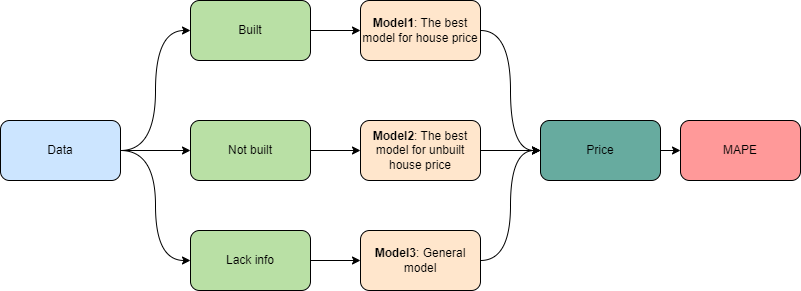 Built
Model1: The best
model for house price
Data
Not built
Model2: The best
model for unbuilt
house price
Price
MAPE
Lack info
Model3: General
model